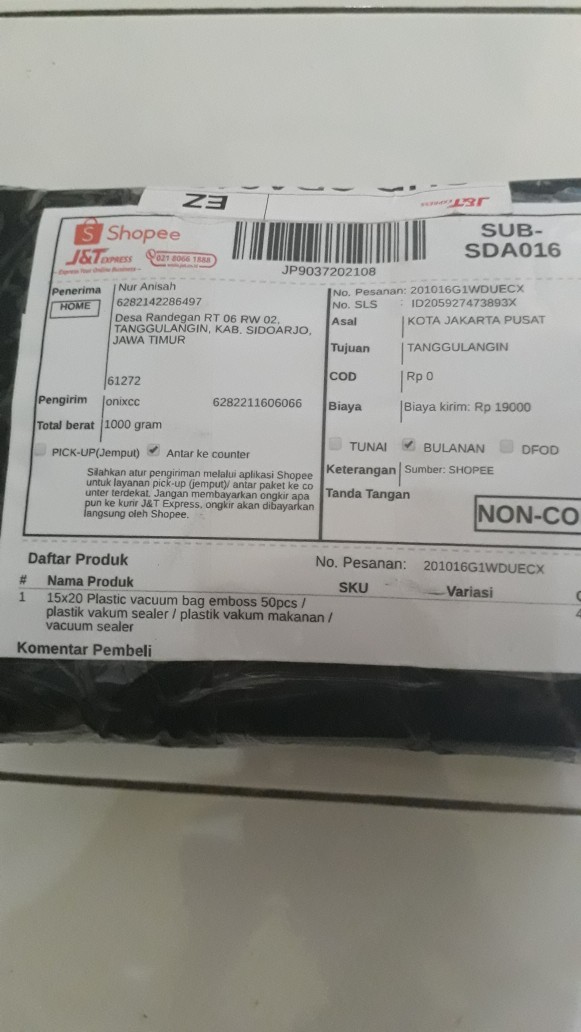 EZ
J&T EXPRESS
Shopee
J&T EXPRESS
Express Your Online Business
021 8066 1888
JP9037202108
SUB-
SDA016
Penerima
HOME
Nur Anisah
6282142286497
Desa Randegan RT 06 RW 02,
TANGGULANGIN, KAB. SIDOARJO,
JAWA TIMUR
61272
Pengirim onixcc 6282211606066
Total berat 1000 gram
PICK-UP(Jemput) Antar ke counter
Silahkan atur pengiriman melalui aplikasi Shopee
untuk layanan pick-up (jemput)/ antar paket ke co
unter terdekat. Jangan membayarkan ongkir apa
pun ke kurir J&T Express, ongkir akan dibayarkan
langsung oleh Shopee.
No. Pesanan: 201016G1WDUECX
No. SLS : ID205927473893X
Asal KOTA JAKARTA PUSAT
Tujuan TANGGULANGIN
COD Rp 0
Biaya Biaya kirim: Rp 19000
TUNAI BULANAN DFOD
Keterangan Sumber: SHOPEE
Tanda Tangan
NON-CO
Daftar Produk No. Pesanan: 201016G1WDUECX
# Nama Produk SKU Variasi
1 15x20 Plastic vacuum bag emboss 50pcs /
plastik vakum sealer / plastik vakum makanan /
vacuum sealer
Komentar Pembeli